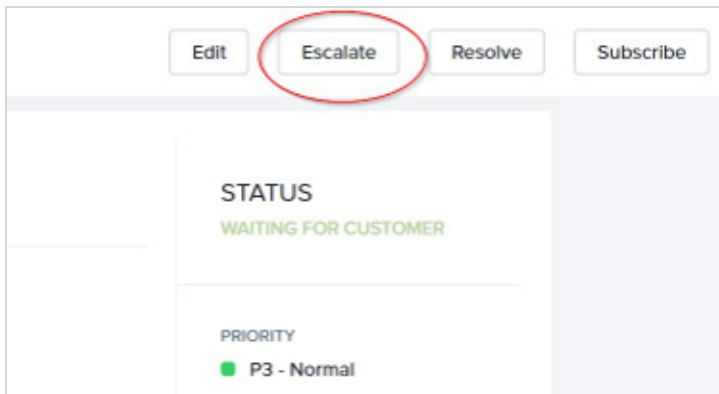 Edit Escalate Resolve Subscribe
STATUS
WAITING FOR CUSTOMER
PRIORITY
P3 - Normal